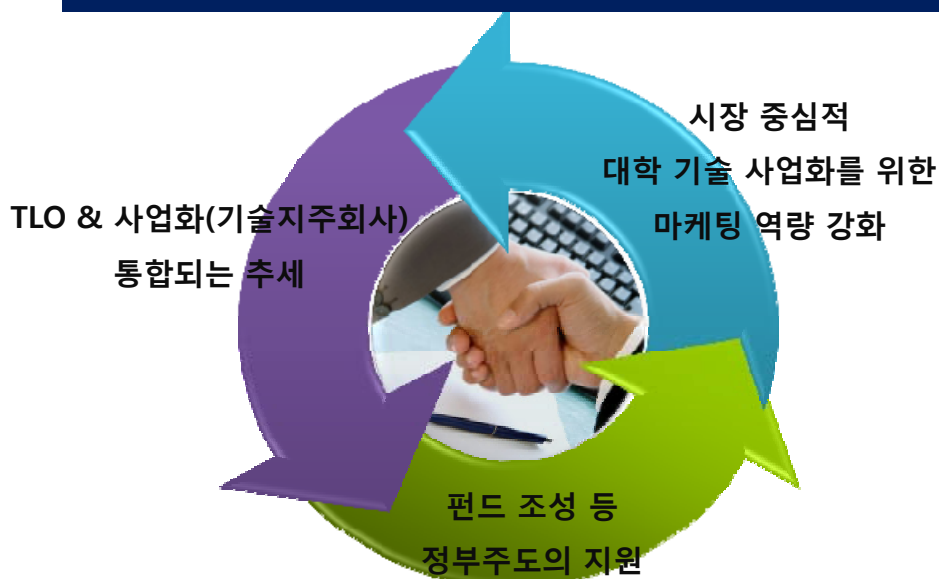 시장 중심적
대학 기술 사업화를 위한
마케팅 역량 강화
TLO & 사업화(기술지주회사)
통합되는 추세
펀드 조성 등
정부주도의 지원